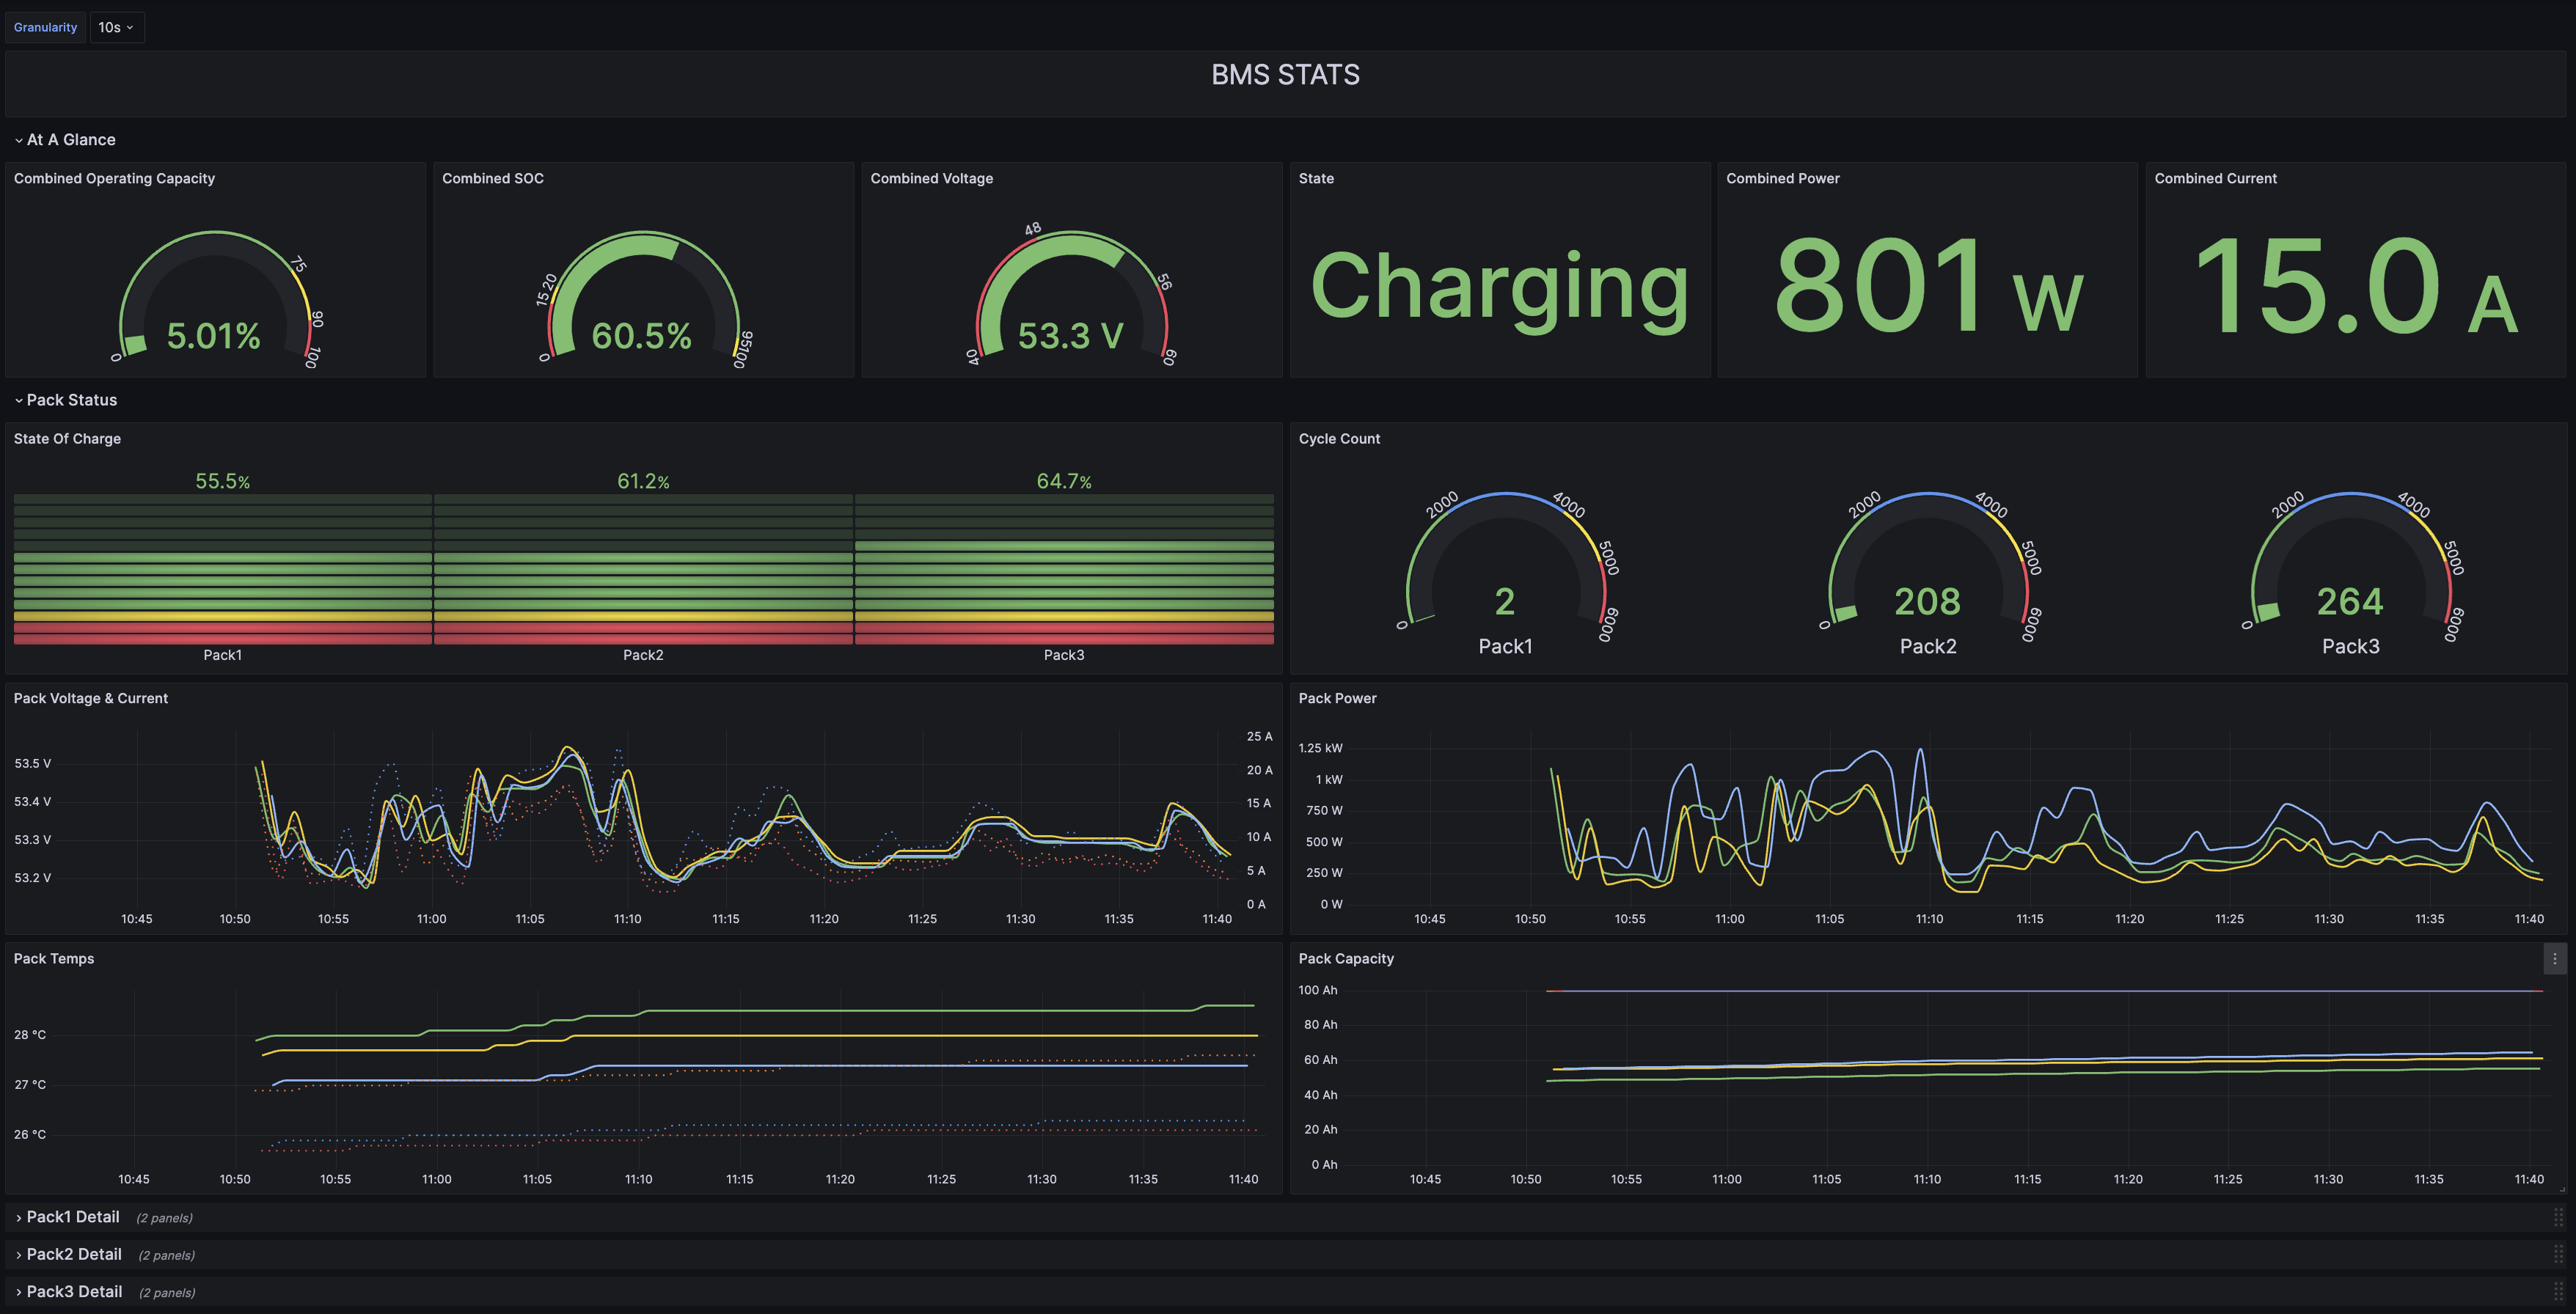 Granularity 10s
BMS STATS
At A Glance
Combined Operating Capacity
0 75 90 100
5.01%
Combined SOC
0 15 20 95 100
60.5%
Combined Voltage
40 48 56 60
53.3 V
State
Charging
Combined Power
801 W
Combined Current
15.0 A
Pack Status
State Of Charge
55.5% 61.2% 64.7%
Pack1 Pack2 Pack3
Cycle Count
0 2000 4000 5000 6000
2
Pack1
0 2000 4000 5000 6000
208
Pack2
0 2000 4000 5000 6000
264
Pack3
Pack Voltage & Current
53.5 V
53.4 V
53.3 V
53.2 V
25 A
20 A
15 A
10 A
5 A
0 A
10:45 10:50 10:55 11:00 11:05 11:10 11:15 11:20 11:25 11:30 11:35 11:40
Pack Power
1.25 kW
1 kW
750 W
500 W
250 W
0 W
10:45 10:50 10:55 11:00 11:05 11:10 11:15 11:20 11:25 11:30 11:35 11:40
Pack Temps
28 °C
27 °C
26 °C
10:45 10:50 10:55 11:00 11:05 11:10 11:15 11:20 11:25 11:30 11:35 11:40
Pack Capacity
100 Ah
80 Ah
60 Ah
40 Ah
20 Ah
0 Ah
10:45 10:50 10:55 11:00 11:05 11:10 11:15 11:20 11:25 11:30 11:35 11:40
Pack1 Detail (2 panels)
Pack2 Detail (2 panels)
Pack3 Detail (2 panels)